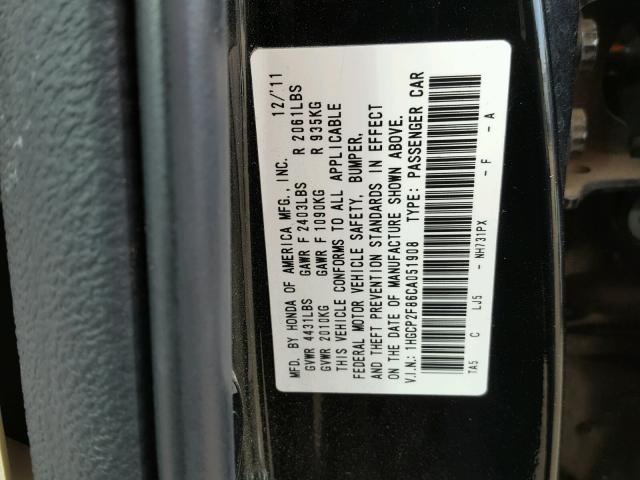 MFD. BY HONDA OF AMERICA MFG., INC. 12/'11
GVWR 4431LBS GAWR F 2403LBS R 2061LBS
GVWR 2010KG GAWR F 1090KG R 935KG
THIS VEHICLE CONFORMS TO ALL APPLICABLE
FEDERAL MOTOR VEHICLE SAFETY, BUMPER,
AND THEFT PREVENTION STANDARDS IN EFFECT
ON THE DATE OF MANUFACTURE SHOWN ABOVE.
V.I.N.: 1HGCP2F86CA051908 TYPE: PASSENGER CAR
TA5 C LJ5 - NH731PX - F - A